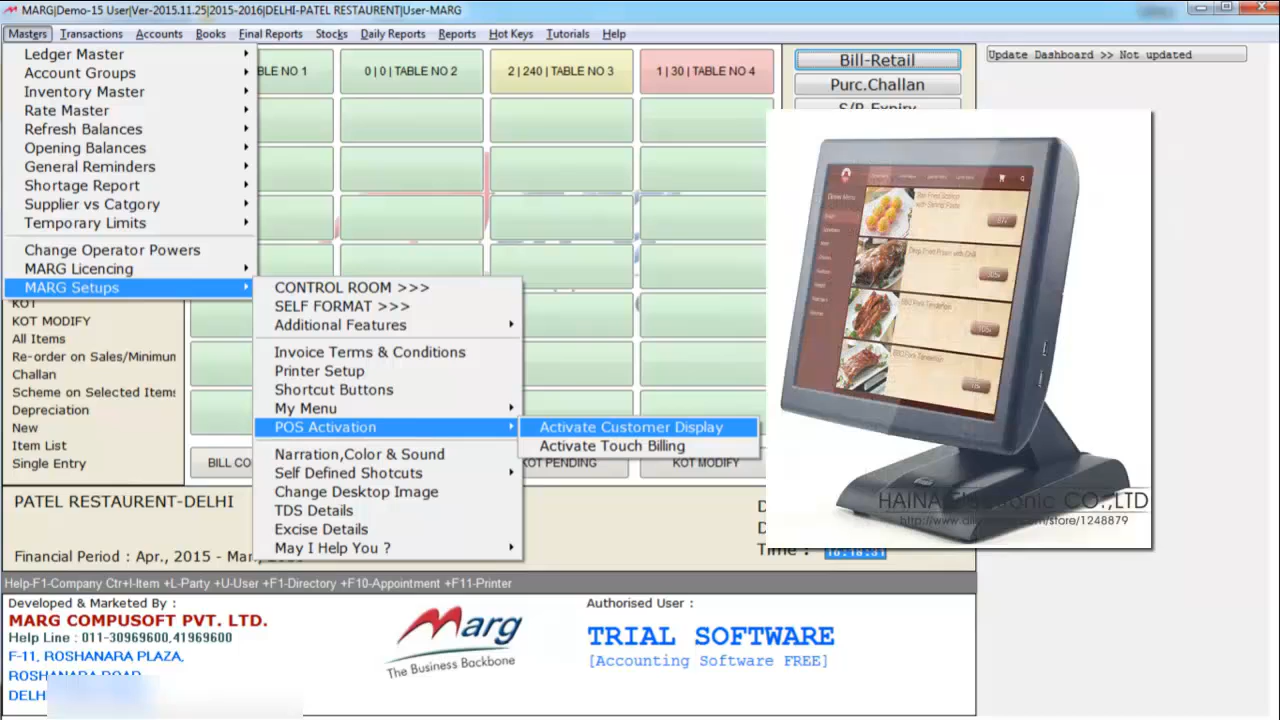 MARG|Demo-15 User|Ver-2015.11.25|2015-2016|DELHI-PATEL RESTAURENT|User-MARG
Masters Transactions Accounts Books Final Reports Stocks Daily Reports Reports Hot Keys Tutorials Help
Ledger Master
Account Groups
Inventory Master
Rate Master
Refresh Balances
Opening Balances
General Reminders
Shortage Report
Supplier vs Catgory
Temporary Limits
Change Operator Powers
MARG Licencing
MARG Setups
BLE NO 1
0|0|TABLE NO 2
2|240|TABLE NO 3
1|30|TABLE NO 4
Bill-Retail
Purc.Challan
S/R Expiry
Update Dashboard >> Not updated
CONTROL ROOM >>>
SELF FORMAT >>>
Additional Features
Invoice Terms & Conditions
Printer Setup
Shortcut Buttons
My Menu
POS Activation
Narration,Color & Sound
Self Defined Shotcuts
Change Desktop Image
TDS Details
Excise Details
May I Help You ?
Activate Customer Display
Activate Touch Billing
KOT
KOT MODIFY
All Items
Re-order on Sales/Minimun
Challan
Scheme on Selected Items
Depreciation
New
Item List
Single Entry
BILL CO
KOT PENDING
KOT MODIFY
HAINA Electronic CO.,LTD
PATEL RESTAURENT-DELHI
Financial Period : Apr., 2015 - Mar.,
Time : 16:18:31
Help-F1-Company Ctr+I-Item +L-Party +U-User +F1-Directory +F10-Appointment +F11-Printer
Developed & Marketed By :
MARG COMPUSOFT PVT. LTD.
Help Line : 011-30969600,41969600
F-11, ROSHANARA PLAZA,
ROSHANARA ROAD
DELH
Marg
The Business Backbone
Authorised User :
TRIAL SOFTWARE
[Accounting Software FREE]